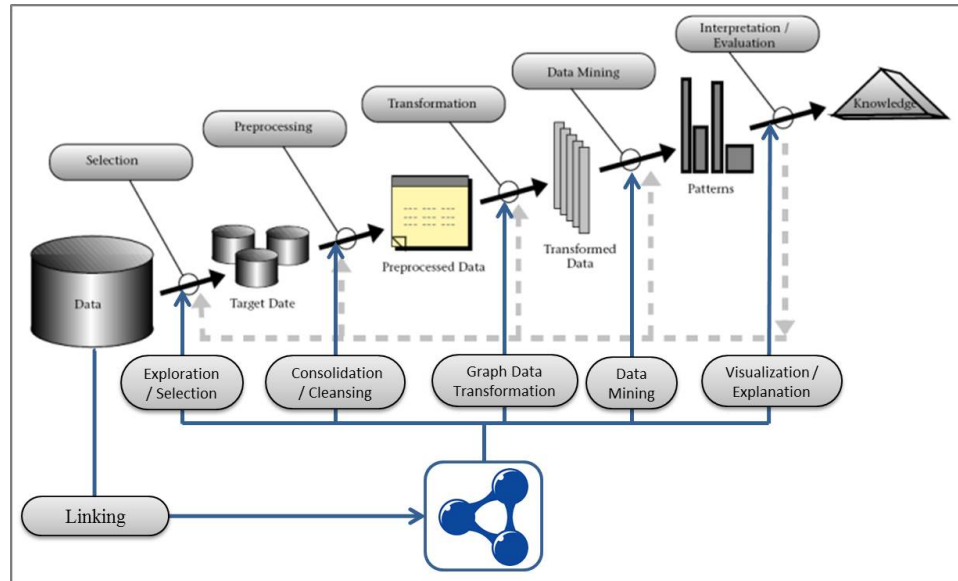 Interpretation /
Evaluation
Data Mining
Knowledge
Transformation
Preprocessing
Patterns
Selection
Transformed
Data
Preprocessed Data
Data
Target Date
Exploration
/ Selection
Consolidation
/ Cleansing
Graph Data
Transformation
Data
Mining
Visualization /
Explanation
Linking